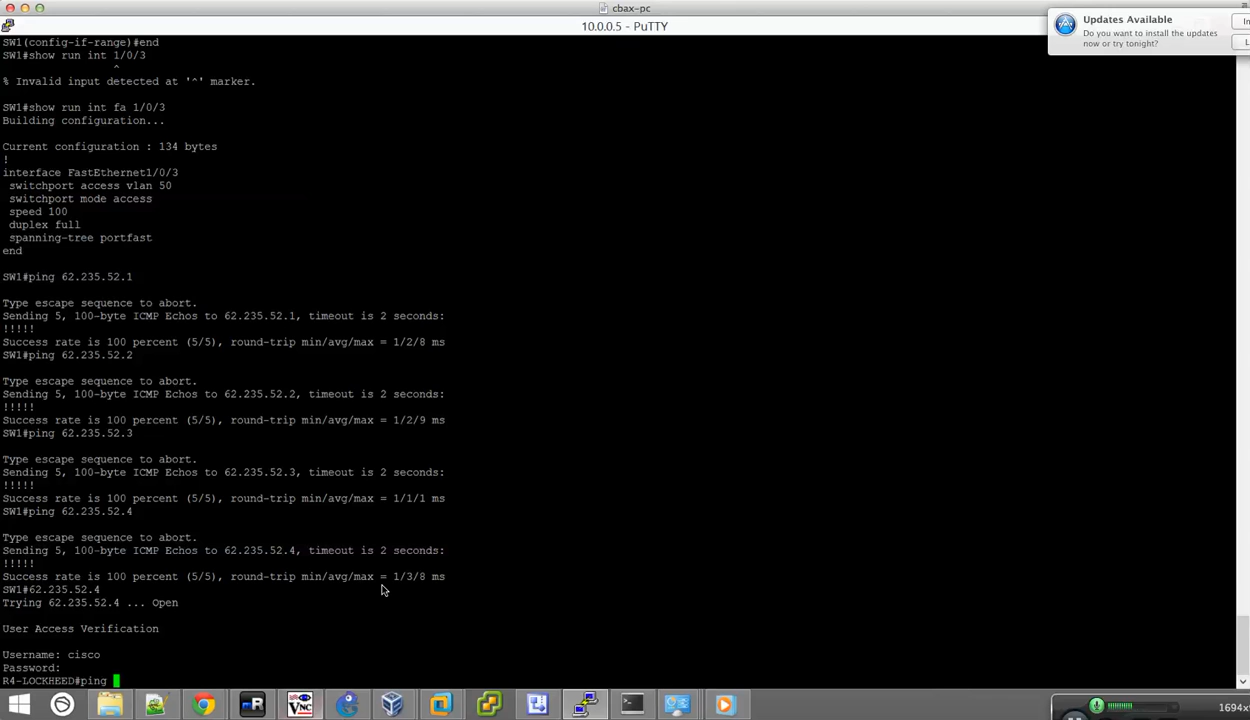 cbax-pc
10.0.0.5 - PuTTY
Updates Available
Do you want to install the updates
now or try tonight?
SW1(config-if-range)#end
SW1#show run int 1/0/3
^
% Invalid input detected at '^' marker.
SW1#show run int fa 1/0/3
Building configuration...
Current configuration : 134 bytes
!
interface FastEthernet1/0/3
switchport access vlan 50
switchport mode access
speed 100
duplex full
spanning-tree portfast
end
SW1#ping 62.235.52.1
Type escape sequence to abort.
Sending 5, 100-byte ICMP Echos to 62.235.52.1, timeout is 2 seconds:
!!!!!
Success rate is 100 percent (5/5), round-trip min/avg/max = 1/2/8 ms
SW1#ping 62.235.52.2
Type escape sequence to abort.
Sending 5, 100-byte ICMP Echos to 62.235.52.2, timeout is 2 seconds:
!!!!!
Success rate is 100 percent (5/5), round-trip min/avg/max = 1/2/9 ms
SW1#ping 62.235.52.3
Type escape sequence to abort.
Sending 5, 100-byte ICMP Echos to 62.235.52.3, timeout is 2 seconds:
!!!!!
Success rate is 100 percent (5/5), round-trip min/avg/max = 1/1/1 ms
SW1#ping 62.235.52.4
Type escape sequence to abort.
Sending 5, 100-byte ICMP Echos to 62.235.52.4, timeout is 2 seconds:
!!!!!
Success rate is 100 percent (5/5), round-trip min/avg/max = 1/3/8 ms
SW1#62.235.52.4
Trying 62.235.52.4 ... Open
User Access Verification
Username: cisco
Password:
R4-LOCKHEED#ping
1694x